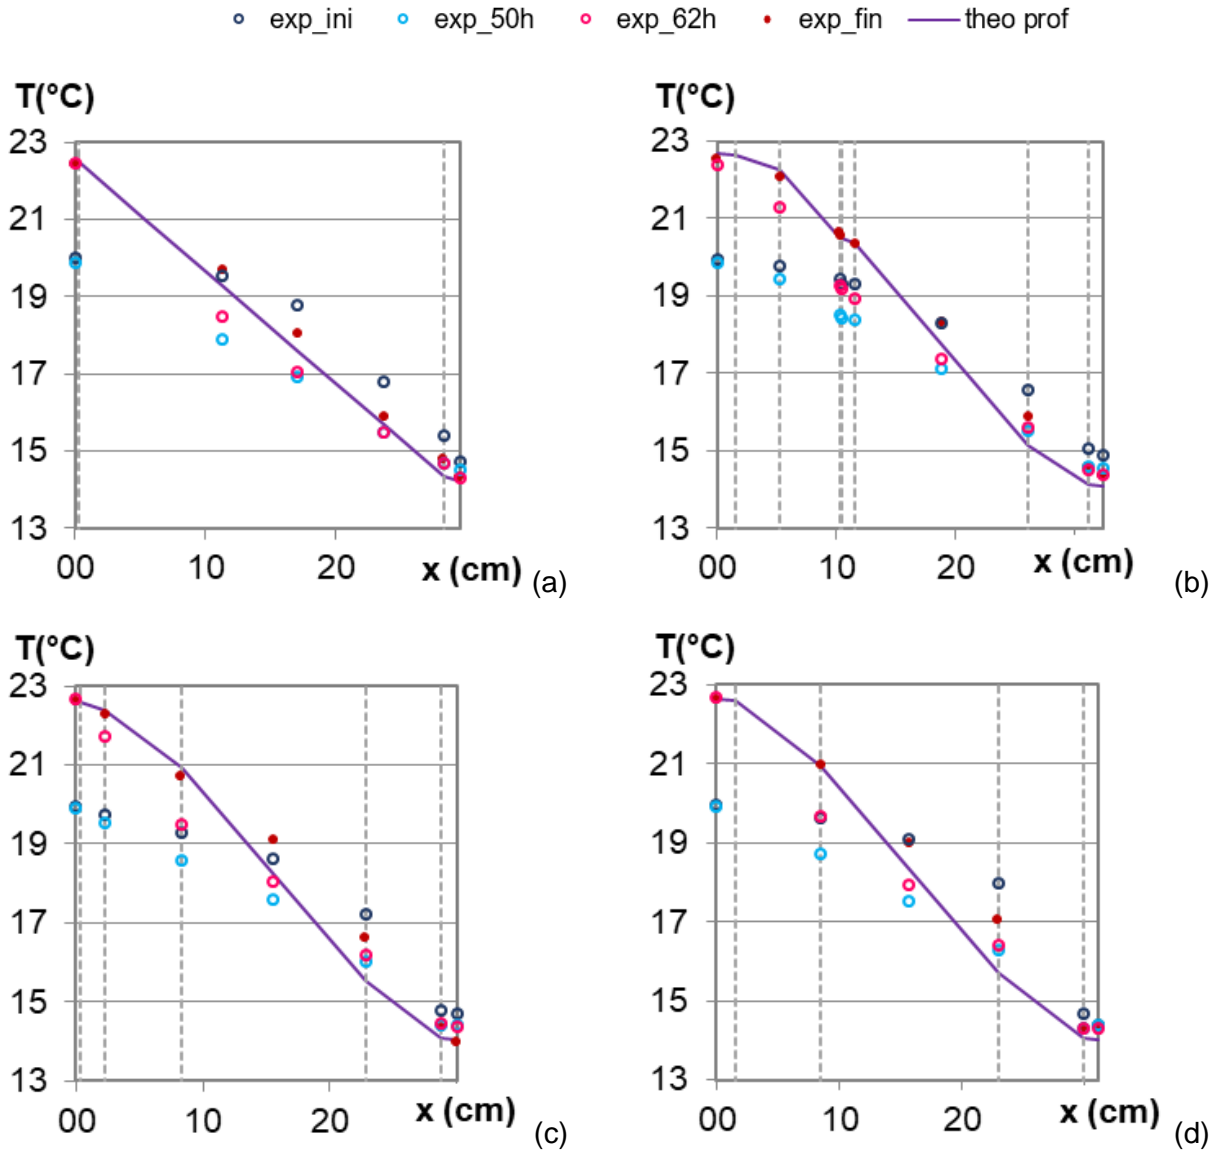 exp_ini exp_50h exp_62h exp_fin theo prof
T(°C)
23
21
19
17
15
13
00 10 20 x (cm) (a)
T(°C)
23
21
19
17
15
13
00 10 20 x (cm) (b)
T(°C)
23
21
19
17
15
13
00 10 20 x (cm) (c)
T(°C)
23
21
19
17
15
13
00 10 20 x (cm) (d)